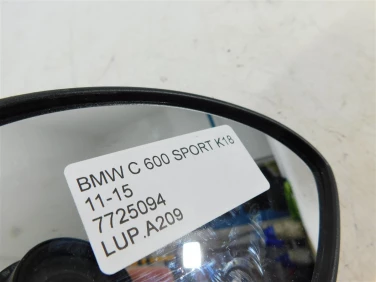 BMW C 600 SPORT K18
11-15
7725094
LUP.A209